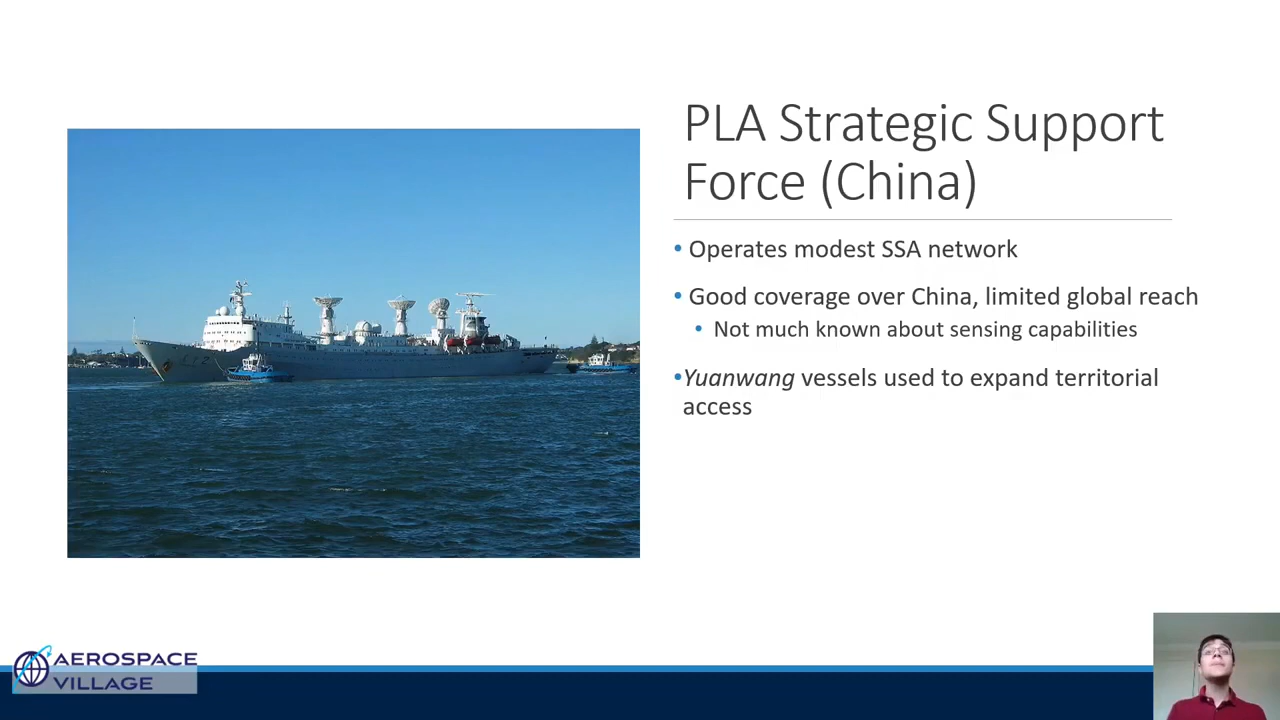 PLA Strategic Support
Force (China)
• Operates modest SSA network
• Good coverage over China, limited global reach
• Not much known about sensing capabilities
•Yuanwang vessels used to expand territorial
access
AEROSPACE
VILLAGE